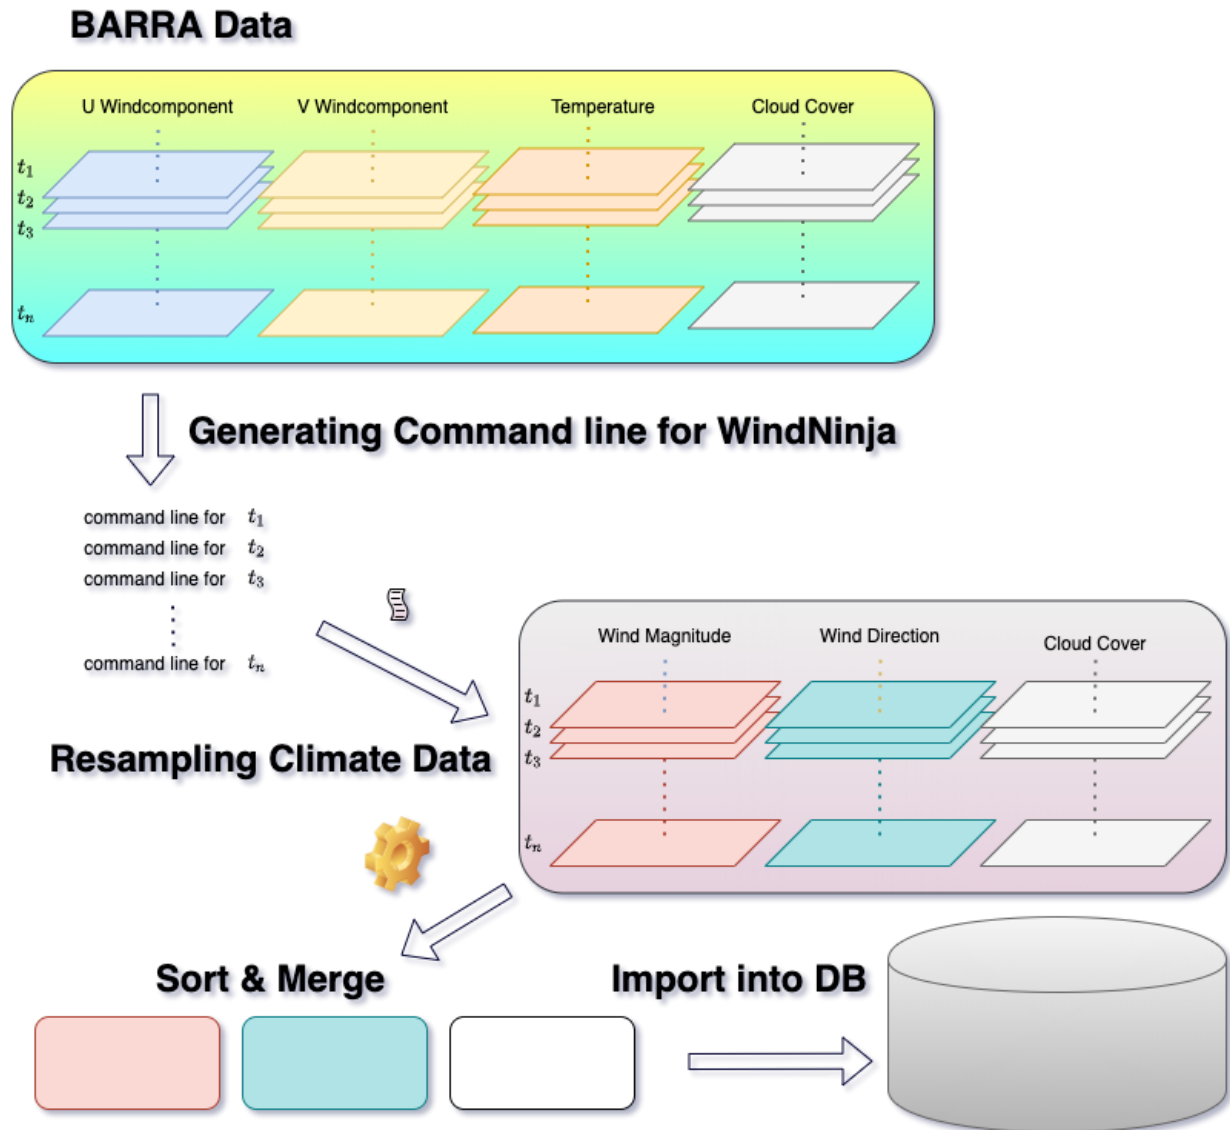 BARRA Data
U Windcomponent
V Windcomponent
Temperature
Cloud Cover
t₁
t₂
t₃
tₙ
Generating Command line for WindNinja
command line for t₁
command line for t₂
command line for t₃
command line for tₙ
Wind Magnitude
Wind Direction
Cloud Cover
t₁
t₂
t₃
tₙ
Resampling Climate Data
Sort & Merge
Import into DB